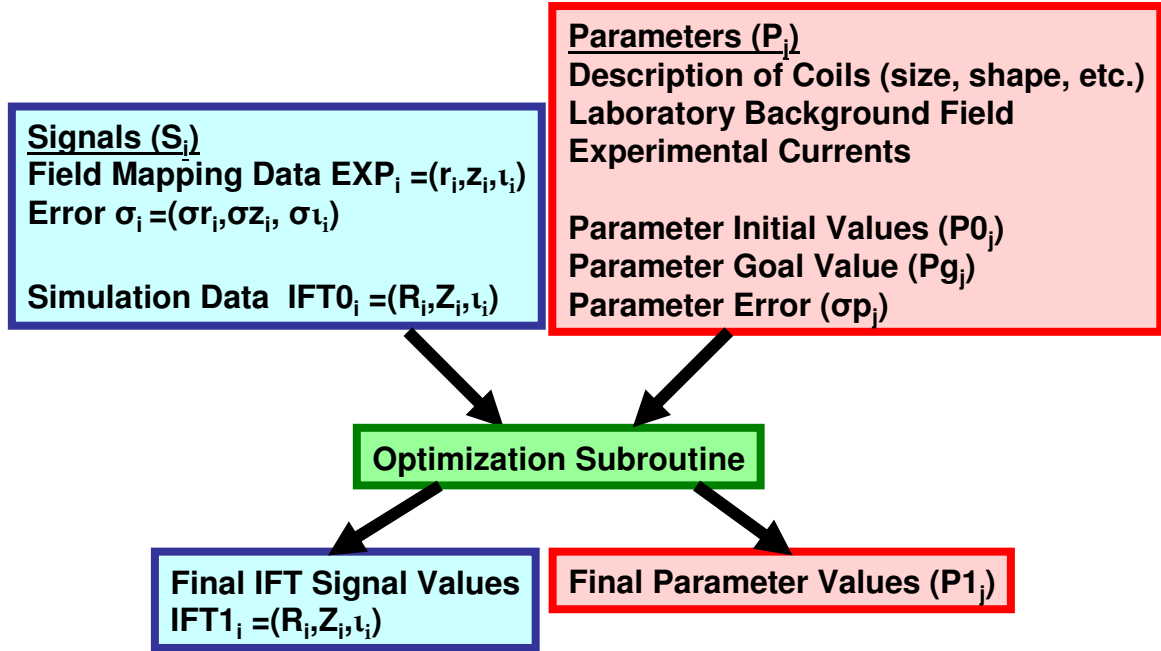 Signals (Sᵢ)
Field Mapping Data EXPᵢ =(rᵢ,zᵢ,ιᵢ)
Error σᵢ =(σrᵢ,σzᵢ, σιᵢ)
Simulation Data IFT0ᵢ =(Rᵢ,Zᵢ,ιᵢ)
Parameters (Pⱼ)
Description of Coils (size, shape, etc.)
Laboratory Background Field
Experimental Currents
Parameter Initial Values (P0ⱼ)
Parameter Goal Value (Pgⱼ)
Parameter Error (σpⱼ)
Optimization Subroutine
Final IFT Signal Values
IFT1ᵢ =(Rᵢ,Zᵢ,ιᵢ)
Final Parameter Values (P1ⱼ)